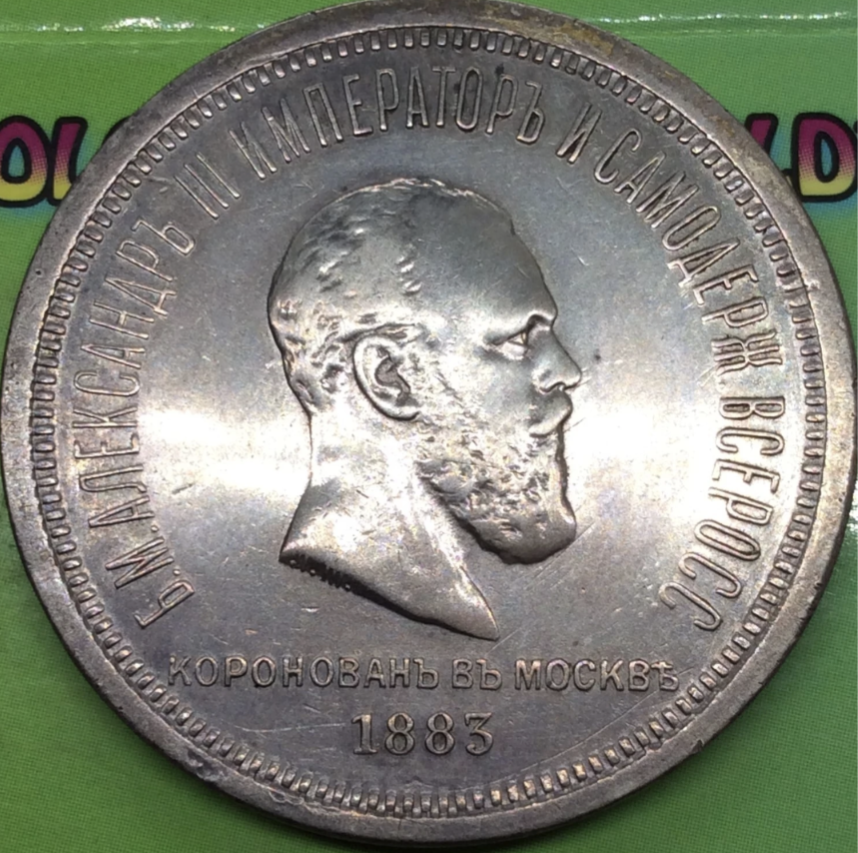 Б. М. АЛЕКСАНДРЪ III ИМПЕРАТОРЪ И САМОДЕРЖ. ВСЕРОСС
КОРОНОВАНЪ ВЪ МОСКВѢ
1883